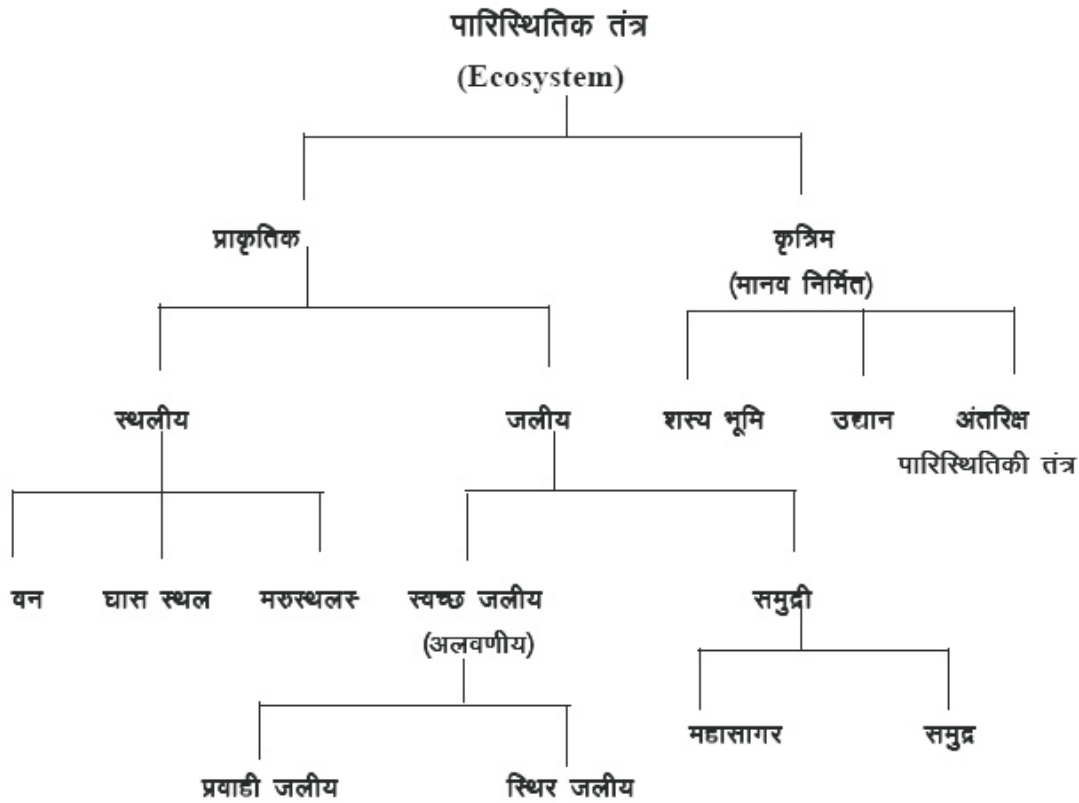 पारिस्थितिक तंत्र
(Ecosystem)
प्राकृतिक
कृत्रिम
(मानव निर्मित)
स्थलीय
जलीय
शस्य भूमि
उद्यान
अंतरिक्ष
पारिस्थितिकी तंत्र
वन
घास स्थल
मरुस्थलस्
स्वच्छ जलीय
(अलवणीय)
समुद्री
महासागर
समुद्र
प्रवाडी जलीय
स्थिर जलीय